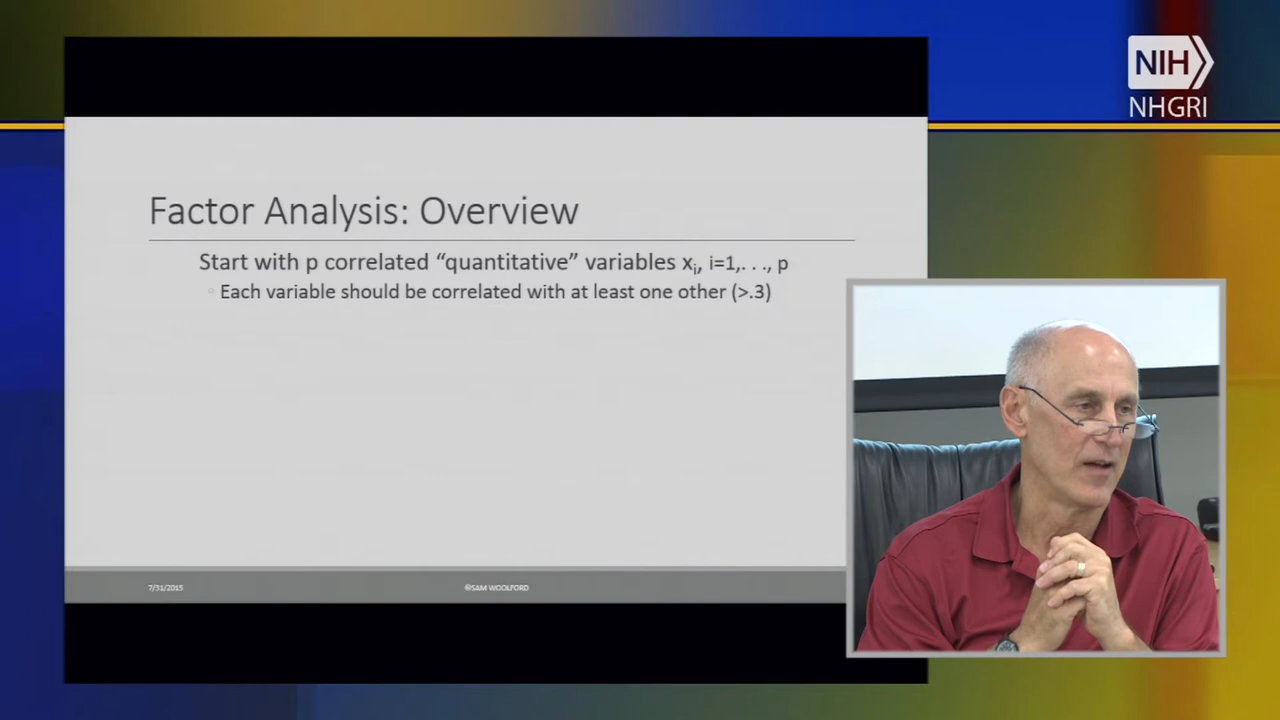 NIH
NHGRI
Factor Analysis: Overview
Start with p correlated “quantitative” variables xᵢ, i=1,. . ., p
Each variable should be correlated with at least one other (>.3)
7/31/2015
@SAM WOOLFORD